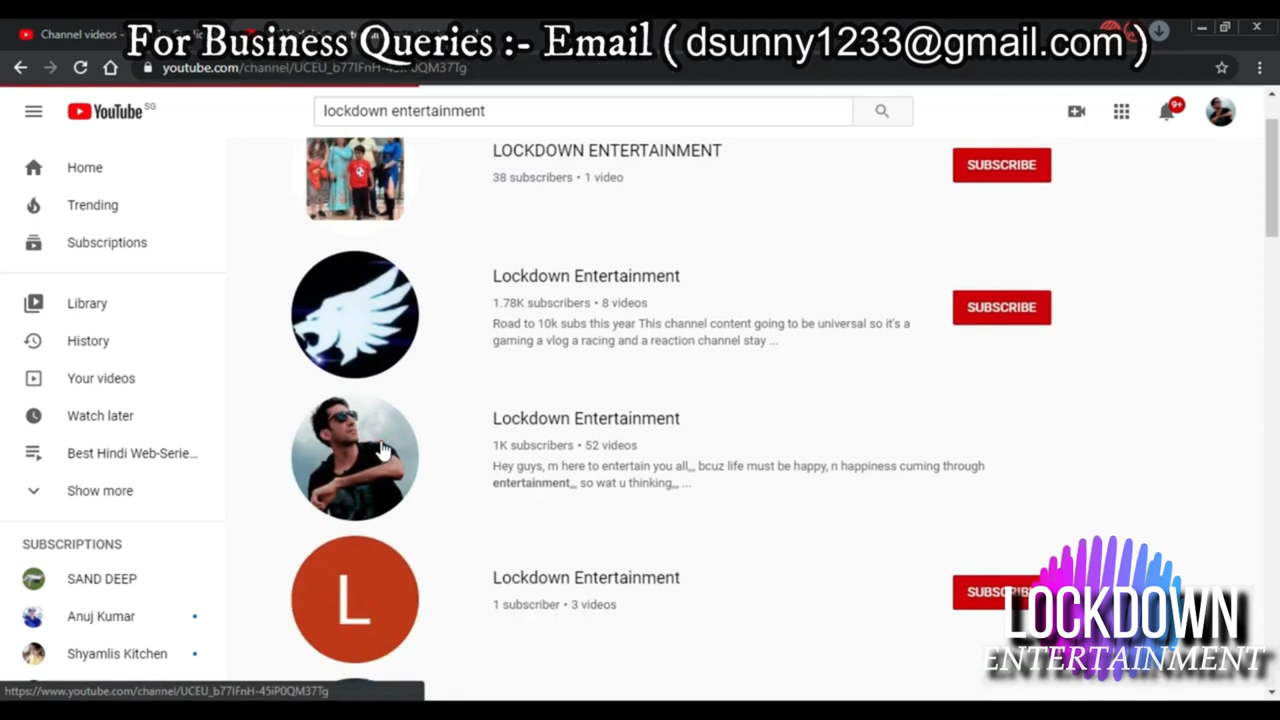 Channel videos -
For Business Queries :- Email ( dsunny1233@gmail.com )
youtube.com/channel/UCEU_b77IFnH-45iP0QM37Tg
YouTube SG
lockdown entertainment
9+
Home
Trending
Subscriptions
Library
History
Your videos
Watch later
Best Hindi Web-Serie...
Show more
SUBSCRIPTIONS
SAND DEEP
Anuj Kumar
Shyamlis Kitchen
LOCKDOWN ENTERTAINMENT
38 subscribers • 1 video
SUBSCRIBE
Lockdown Entertainment
1.78K subscribers • 8 videos
Road to 10k subs this year This channel content going to be universal so it's a
gaming a vlog a racing and a reaction channel stay ...
SUBSCRIBE
Lockdown Entertainment
1K subscribers • 52 videos
Hey guys, m here to entertain you all,,, bcuz life must be happy, n happiness cuming through
entertainment,,, so wat u thinking,,, ...
L
Lockdown Entertainment
1 subscriber • 3 videos
SUBSCRIBE
LOCKDOWN
ENTERTAINMENT
https://www.youtube.com/channel/UCEU_b77IFnH-45iP0QM37Tg